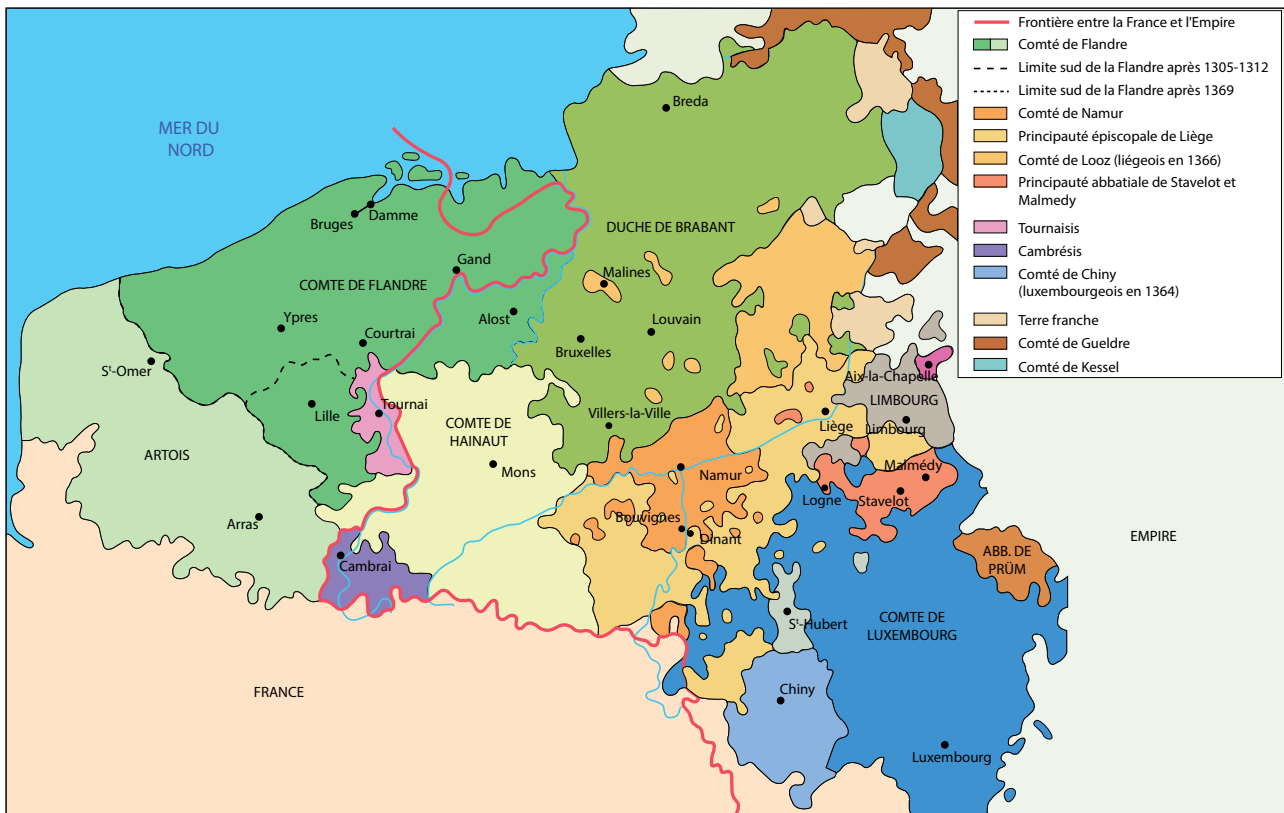 Frontière entre la France et l'Empire
Comté de Flandre
Limite sud de la Flandre après 1305-1312
Limite sud de la Flandre après 1369
Comté de Namur
Principauté épiscopale de Liège
Comté de Looz (liégeois en 1366)
Principauté abbatiale de Stavelot et
Malmedy
Tournaisis
Cambrésis
Comté de Chiny
(luxembourgeois en 1364)
Terre franche
Comté de Gueldre
Comté de Kessel
MER DU
NORD
Breda
Damme
Bruges
DUCHE DE BRABANT
Gand
COMTE DE FLANDRE
Malines
Ypres
Alost
Louvain
Courtrai
Bruxelles
St-Omer
Aix-la-Chapelle
LIMBOURG
Lille
Tournai
Villers-la-Ville
Liège
Limbourg
COMTE DE
HAINAUT
ARTOIS
Mons
Namur
Malmédy
Logne
Stavelot
Arras
Bouvignes
Dinant
EMPIRE
Cambrai
ABB. DE
PRÜM
St-Hubert
COMTE DE
LUXEMBOURG
FRANCE
Chiny
Luxembourg